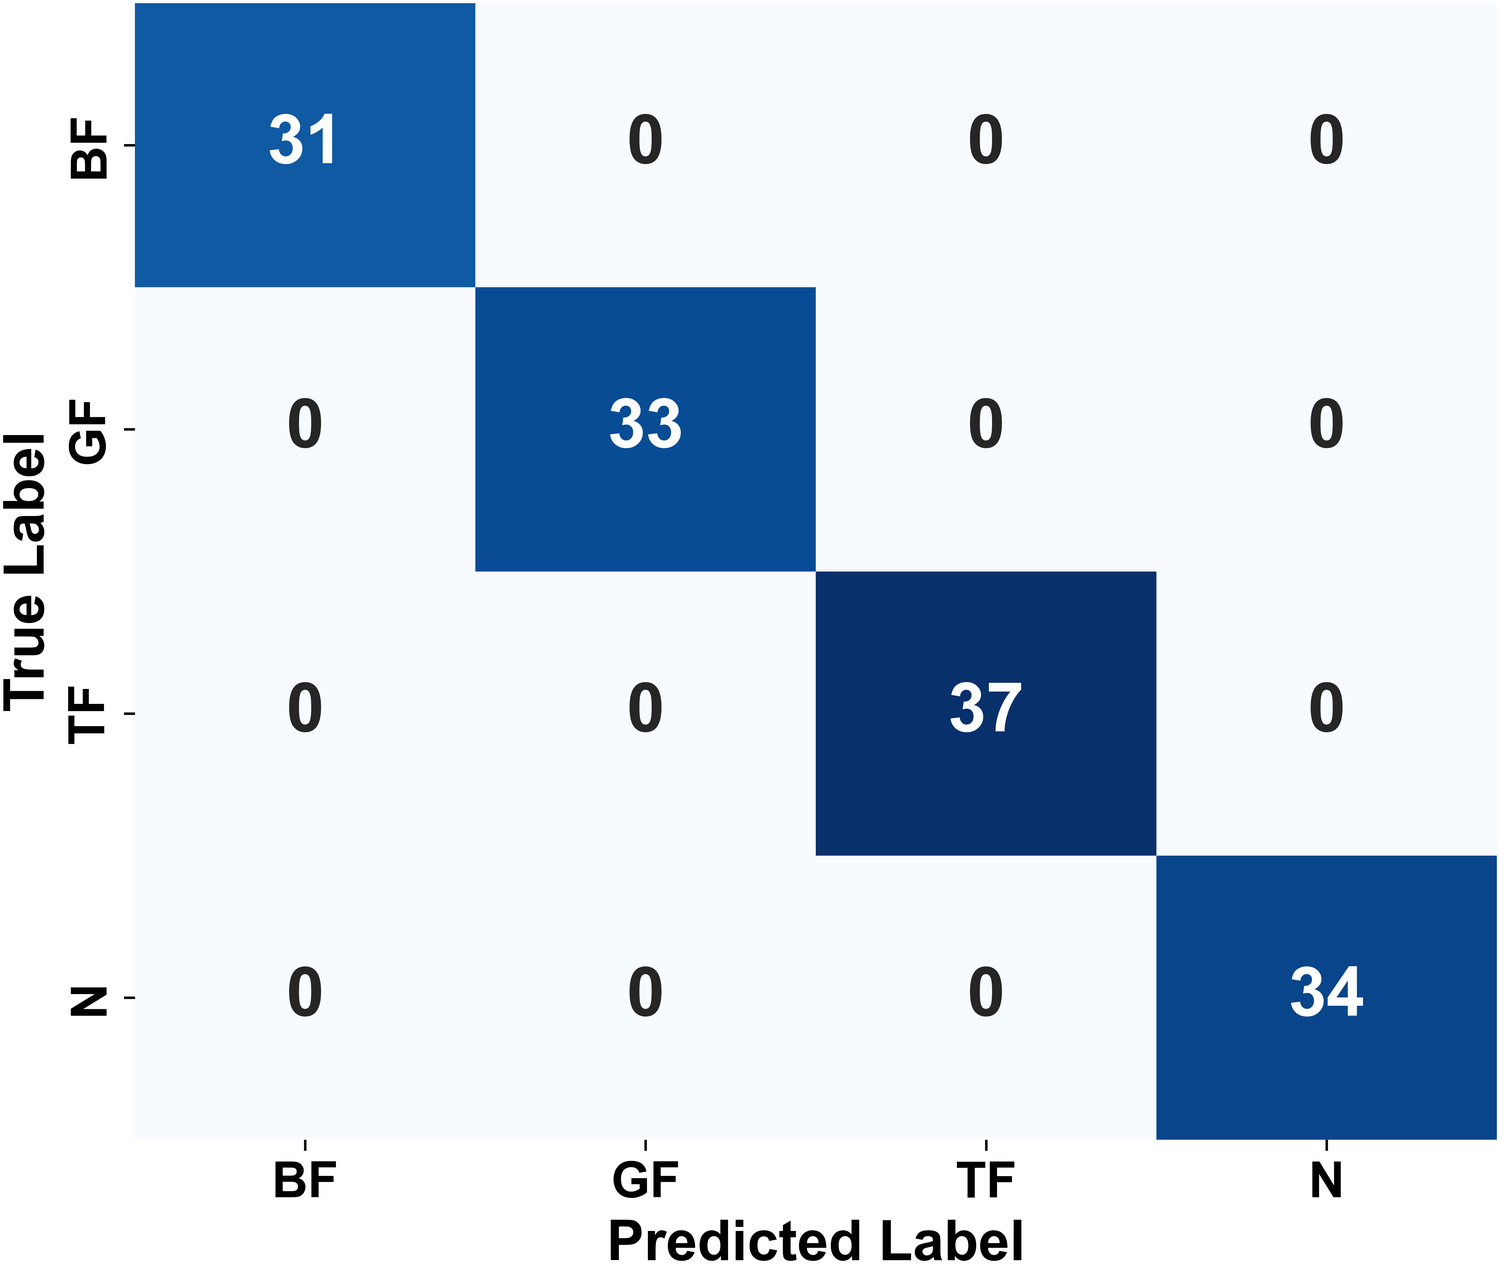 True Label
BF 31 0 0 0
GF 0 33 0 0
TF 0 0 37 0
N 0 0 0 34
BF GF TF N
Predicted Label